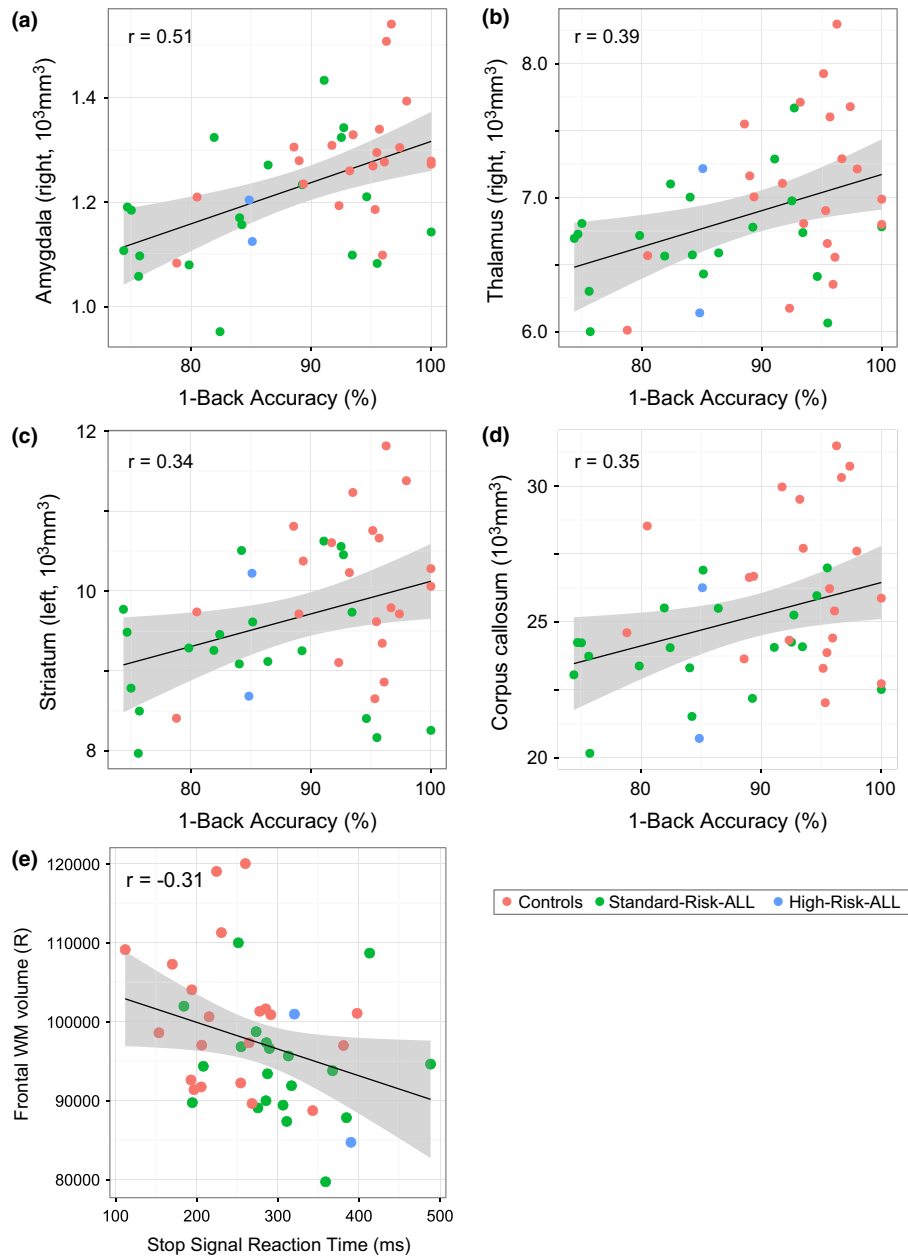 (a)
r = 0.51
Amygdala (right, 10³mm³)
1.4
1.2
1.0
80 90 100
1-Back Accuracy (%)
(b)
r = 0.39
Thalamus (right, 10³mm³)
8.0
7.0
6.0
80 90 100
1-Back Accuracy (%)
(c)
r = 0.34
Striatum (left, 10³mm³)
12
10
8
80 90 100
1-Back Accuracy (%)
(d)
r = 0.35
Corpus callosum (10³mm³)
30
25
20
80 90 100
1-Back Accuracy (%)
(e)
r = -0.31
Frontal WM volume (R)
120000
110000
100000
90000
80000
100 200 300 400 500
Stop Signal Reaction Time (ms)
Controls Standard-Risk-ALL High-Risk-ALL